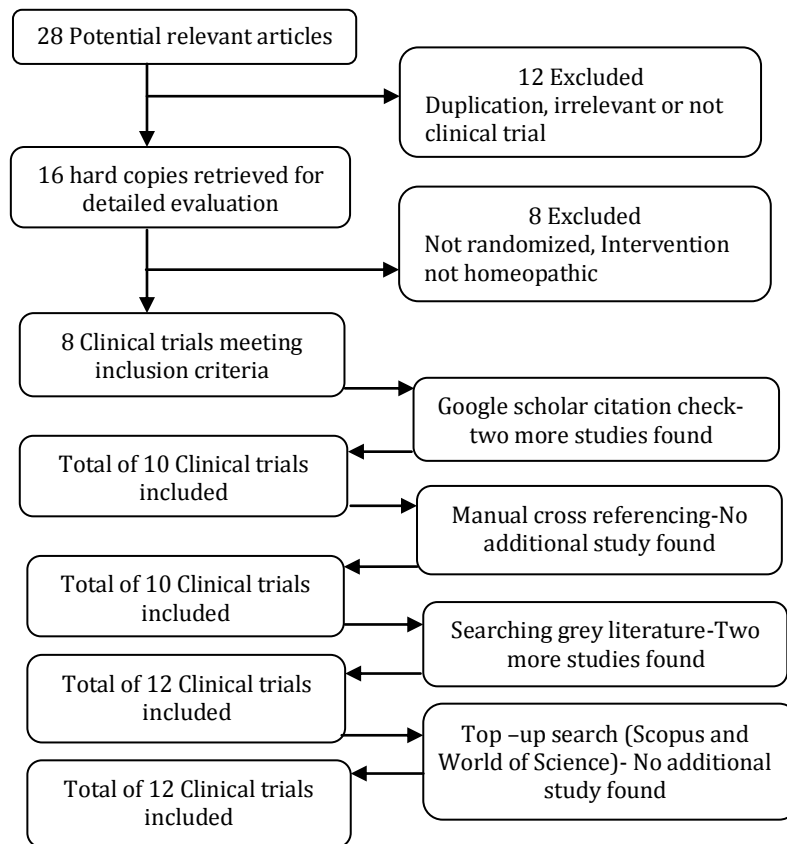 28 Potential relevant articles
12 Excluded
Duplication, irrelevant or not
clinical trial
16 hard copies retrieved for
detailed evaluation
8 Excluded
Not randomized, Intervention
not homeopathic
8 Clinical trials meeting
inclusion criteria
Google scholar citation check-
two more studies found
Total of 10 Clinical trials
included
Manual cross referencing-No
additional study found
Total of 10 Clinical trials
included
Searching grey literature-Two
more studies found
Total of 12 Clinical trials
included
Top –up search (Scopus and
World of Science)- No additional
study found
Total of 12 Clinical trials
included